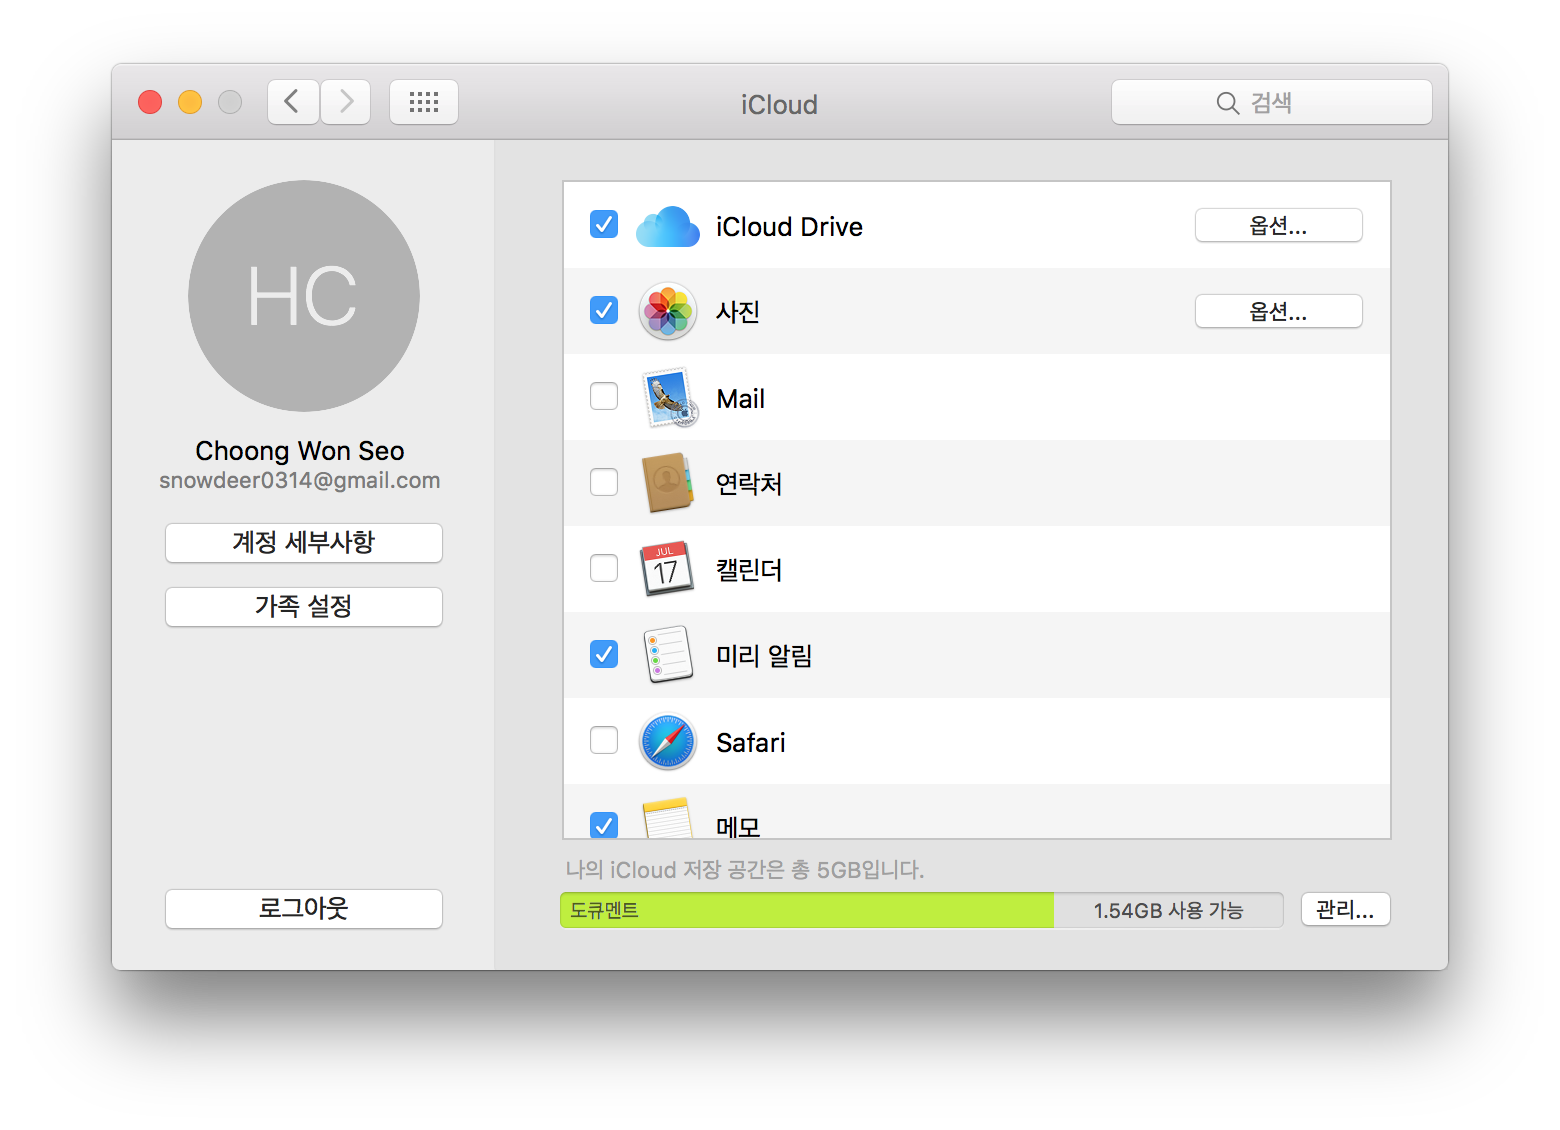 iCloud
검색
HC
Choong Won Seo
snowdeer0314@gmail.com
계정 세부사항
가족 설정
로그아웃
iCloud Drive
옵션...
사진
옵션...
Mail
연락처
JUL
17
캘린더
미리 알림
Safari
메모
나의 iCloud 저장 공간은 총 5GB입니다.
도큐멘트
1.54GB 사용 가능
관리...